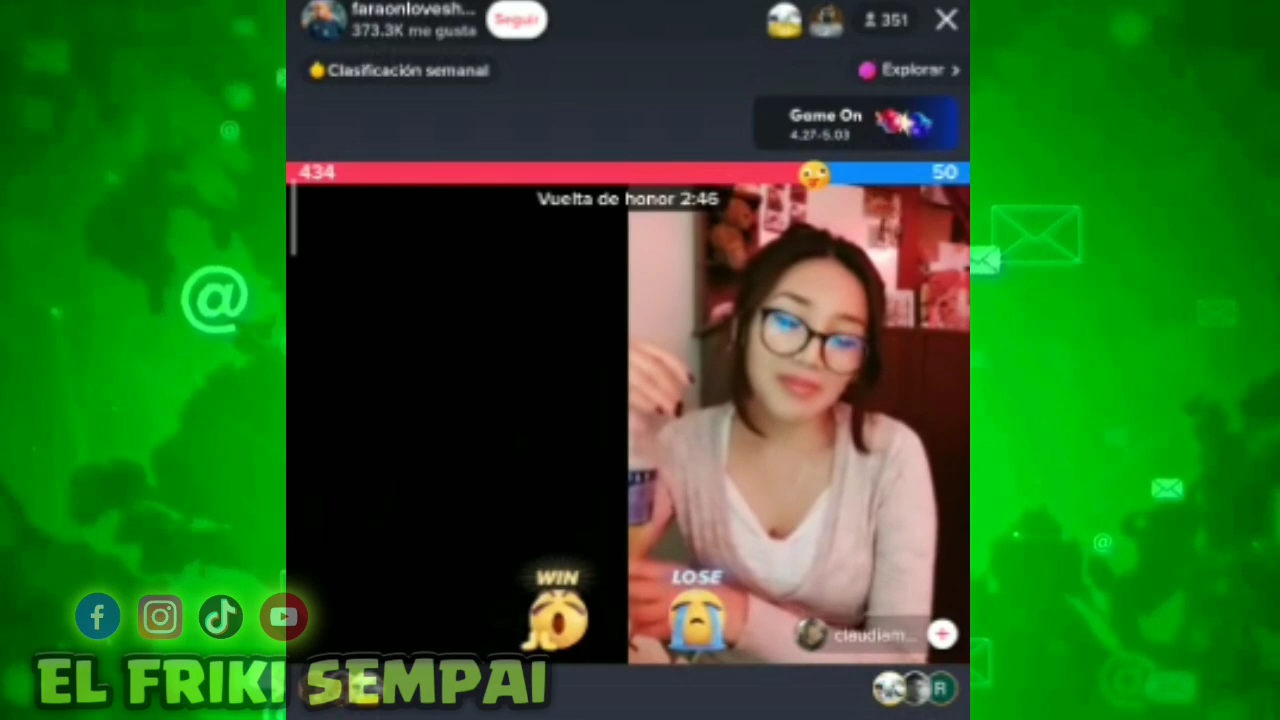 faraonlovesh...
373.3K me gusta
Seguir
351
Clasificación semanal
Explorar >
Game On
4.27-5.03
434
50
Vuelta de honor 2:46
WIN
LOSE
claudiam...
R
EL FRIKI SEMPAI